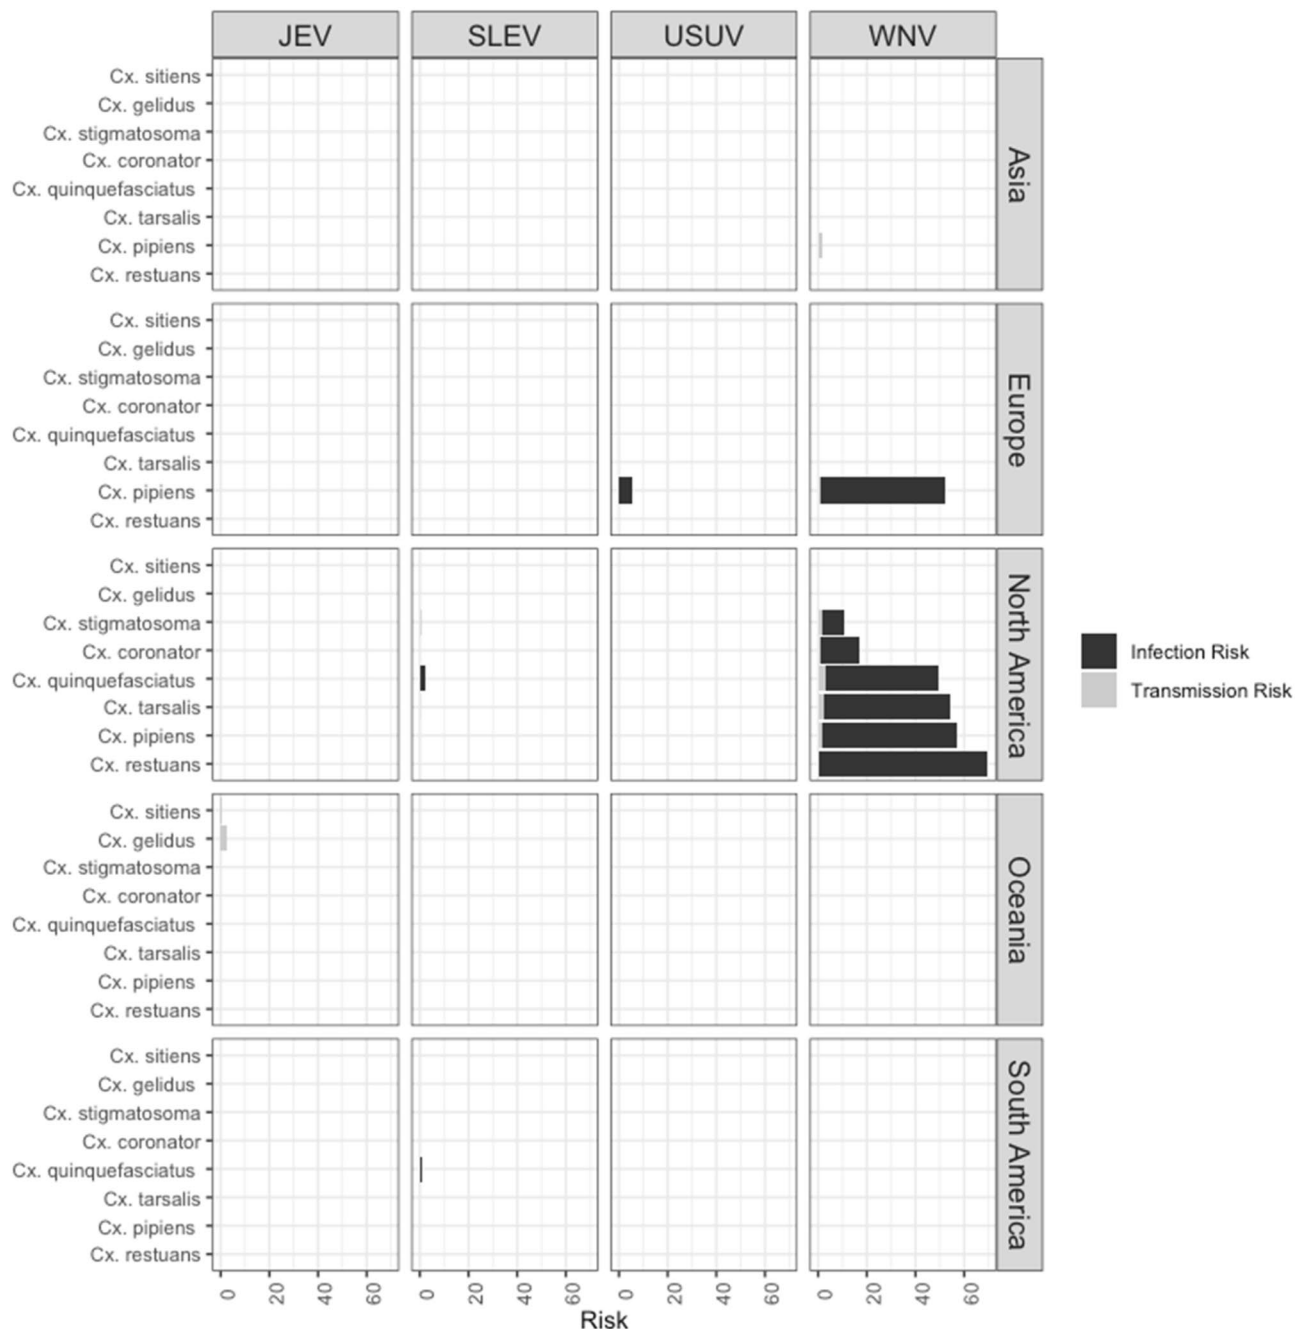 JEV SLEV USUV WNV
Cx. sitiens
Cx. gelidus
Cx. stigmatosoma
Cx. coronator
Cx. quinquefasciatus
Cx. tarsalis
Cx. pipiens
Cx. restuans
Asia
Cx. sitiens
Cx. gelidus
Cx. stigmatosoma
Cx. coronator
Cx. quinquefasciatus
Cx. tarsalis
Cx. pipiens
Cx. restuans
Europe
Cx. sitiens
Cx. gelidus
Cx. stigmatosoma
Cx. coronator
Cx. quinquefasciatus
Cx. tarsalis
Cx. pipiens
Cx. restuans
North America
Infection Risk
Transmission Risk
Cx. sitiens
Cx. gelidus
Cx. stigmatosoma
Cx. coronator
Cx. quinquefasciatus
Cx. tarsalis
Cx. pipiens
Cx. restuans
Oceania
Cx. sitiens
Cx. gelidus
Cx. stigmatosoma
Cx. coronator
Cx. quinquefasciatus
Cx. tarsalis
Cx. pipiens
Cx. restuans
South America
0 20 40 60 0 20 40 60 0 20 40 60 0 20 40 60
Risk